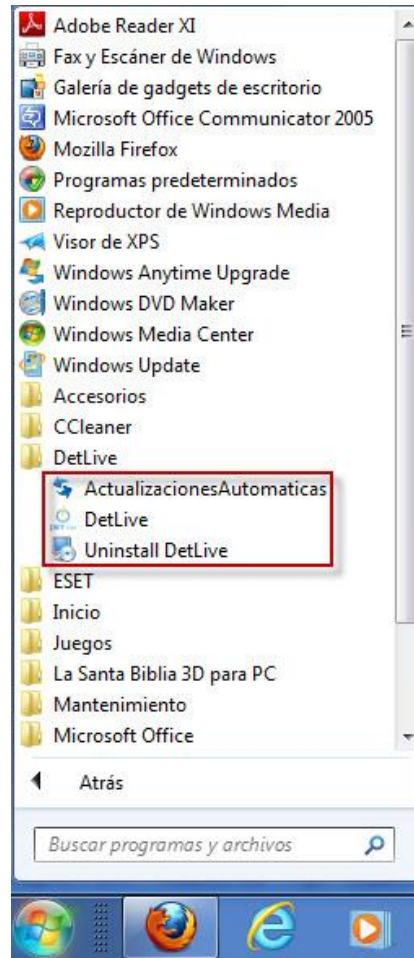 Adobe Reader XI
Fax y Escáner de Windows
Galería de gadgets de escritorio
Microsoft Office Communicator 2005
Mozilla Firefox
Programas predeterminados
Reproductor de Windows Media
Visor de XPS
Windows Anytime Upgrade
Windows DVD Maker
Windows Media Center
Windows Update
Accesorios
CCleaner
DetLive
ActualizacionesAutomaticas
DetLive
Uninstall DetLive
ESET
Inicio
Juegos
La Santa Biblia 3D para PC
Mantenimiento
Microsoft Office
Atrás
Buscar programas y archivos